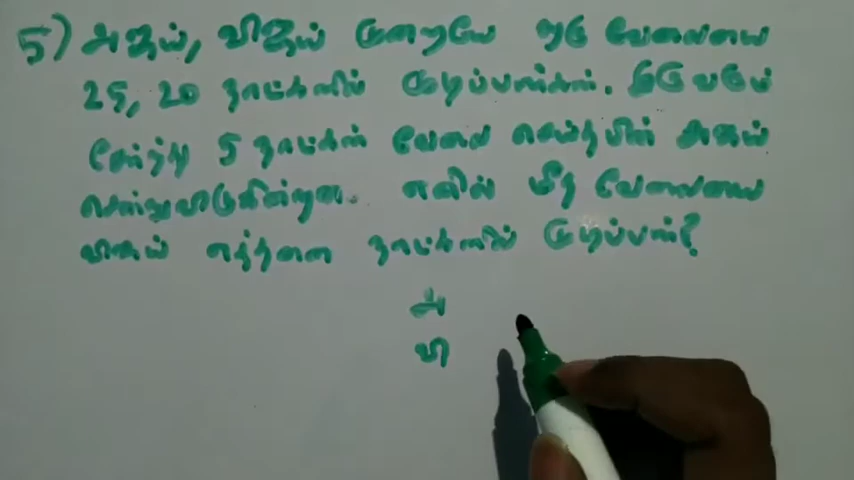 5) அஜய், விஜய் முறையே ஒரு வேலையை
25, 20 நாட்களில் முடிப்பார்கள். இருவரும்
சேர்ந்து 5 நாட்கள் வேலை செய்தபின் அஜய்
சென்றுவிடுகின்றான். எனில் மீத வேலையை
விஜய் எத்தனை நாட்களில் முடிப்பான்?
அ
வி